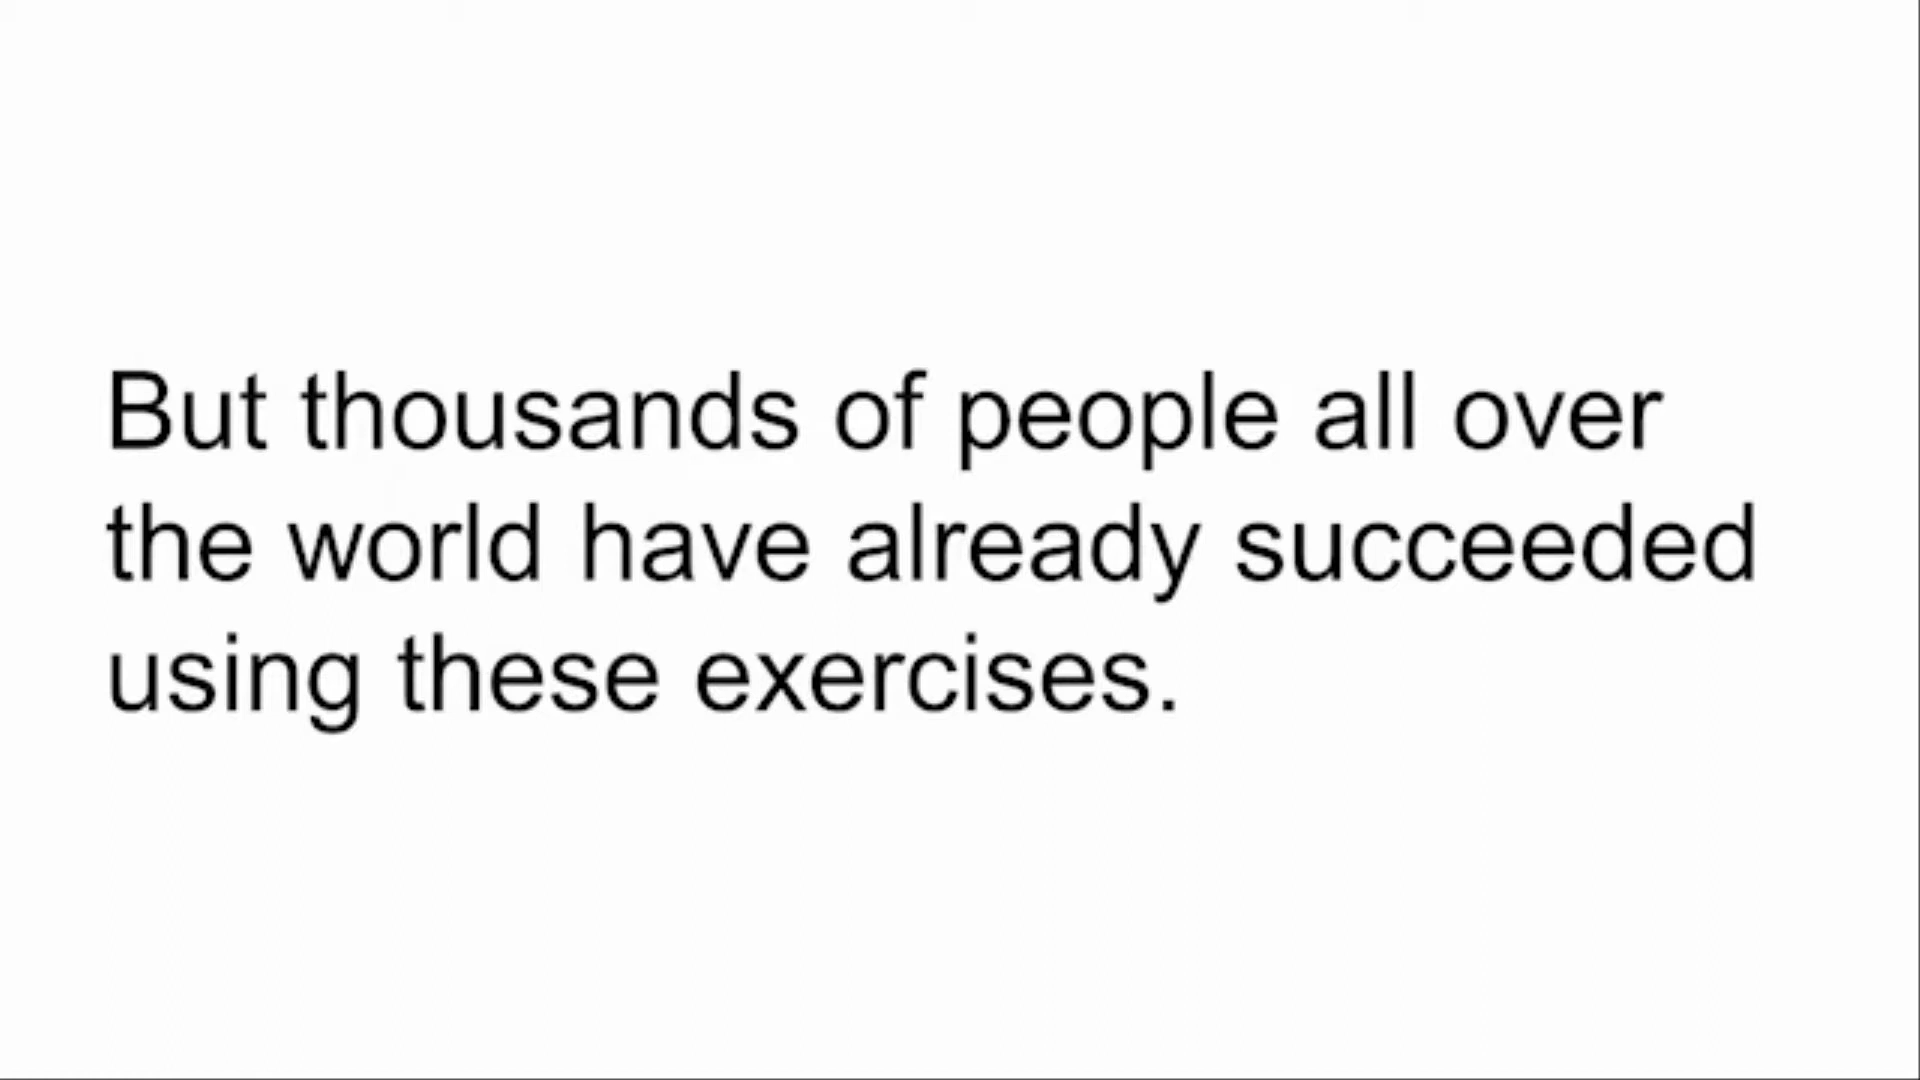 But thousands of people all over
the world have already succeeded
using these exercises.